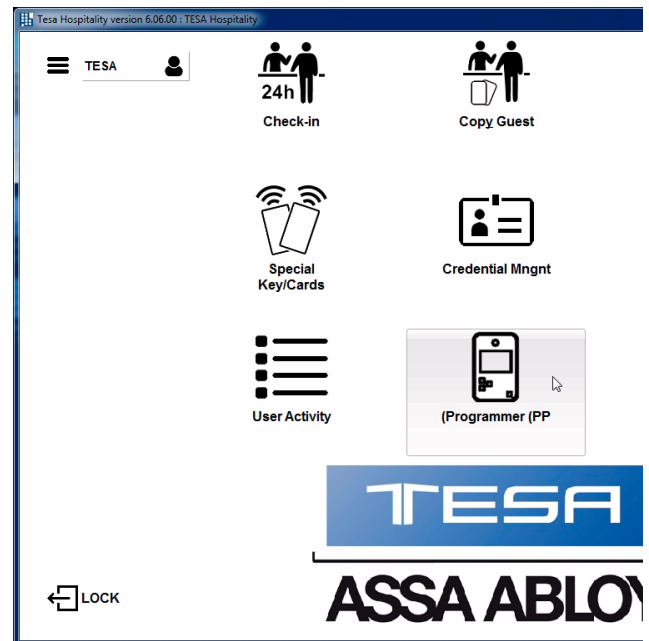 Tesa Hospitality version 6.06.00 : TESA Hospitality
TESA
24h
Check-in
Copy Guest
Special
Key/Cards
Credential Mngnt
User Activity
(Programmer (PP
TESA
ASSA ABLOY
LOCK